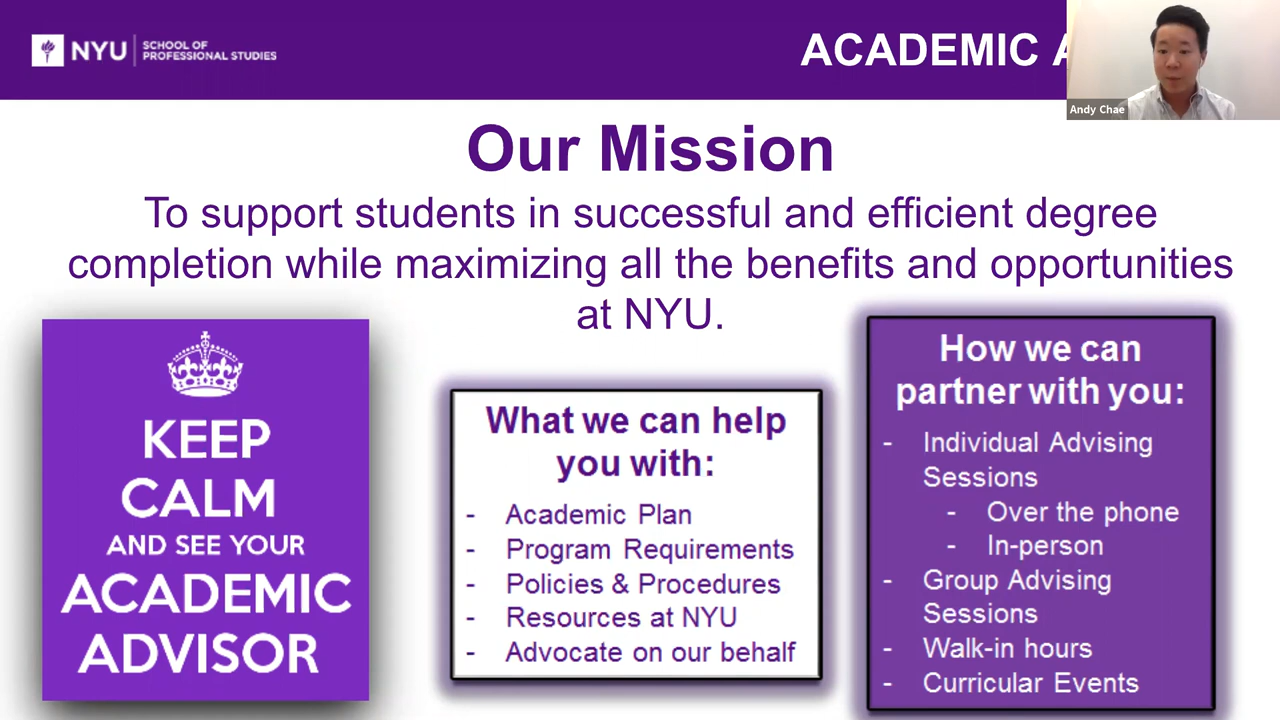 NYU
SCHOOL OF
PROFESSIONAL STUDIES
ACADEMIC
Andy Chae
Our Mission
To support students in successful and efficient degree
completion while maximizing all the benefits and opportunities
at NYU.
KEEP
CALM
AND SEE YOUR
ACADEMIC
ADVISOR
What we can help
you with:
- Academic Plan
- Program Requirements
- Policies & Procedures
- Resources at NYU
- Advocate on our behalf
How we can
partner with you:
- Individual Advising
Sessions
- Over the phone
- In-person
- Group Advising
Sessions
- Walk-in hours
- Curricular Events